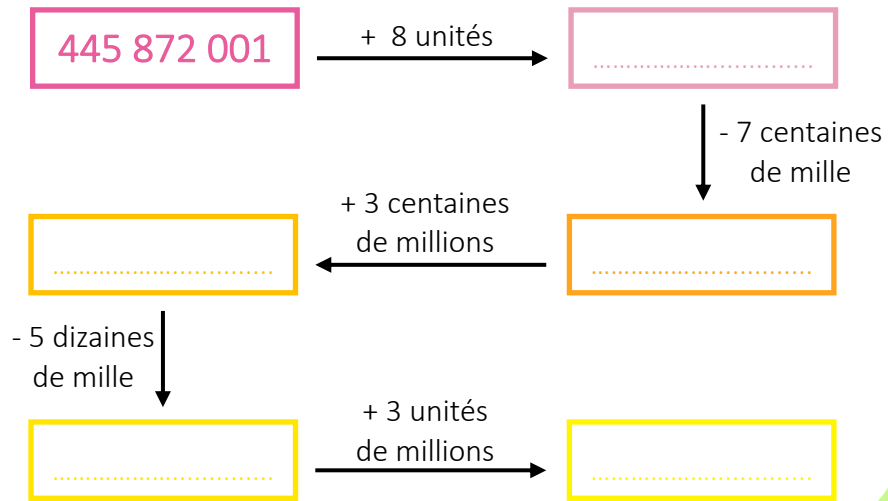 445 872 001
+ 8 unités
................................
- 7 centaines
de mille
+ 3 centaines
de millions
................................
................................
- 5 dizaines
de mille
+ 3 unités
de millions
................................
................................